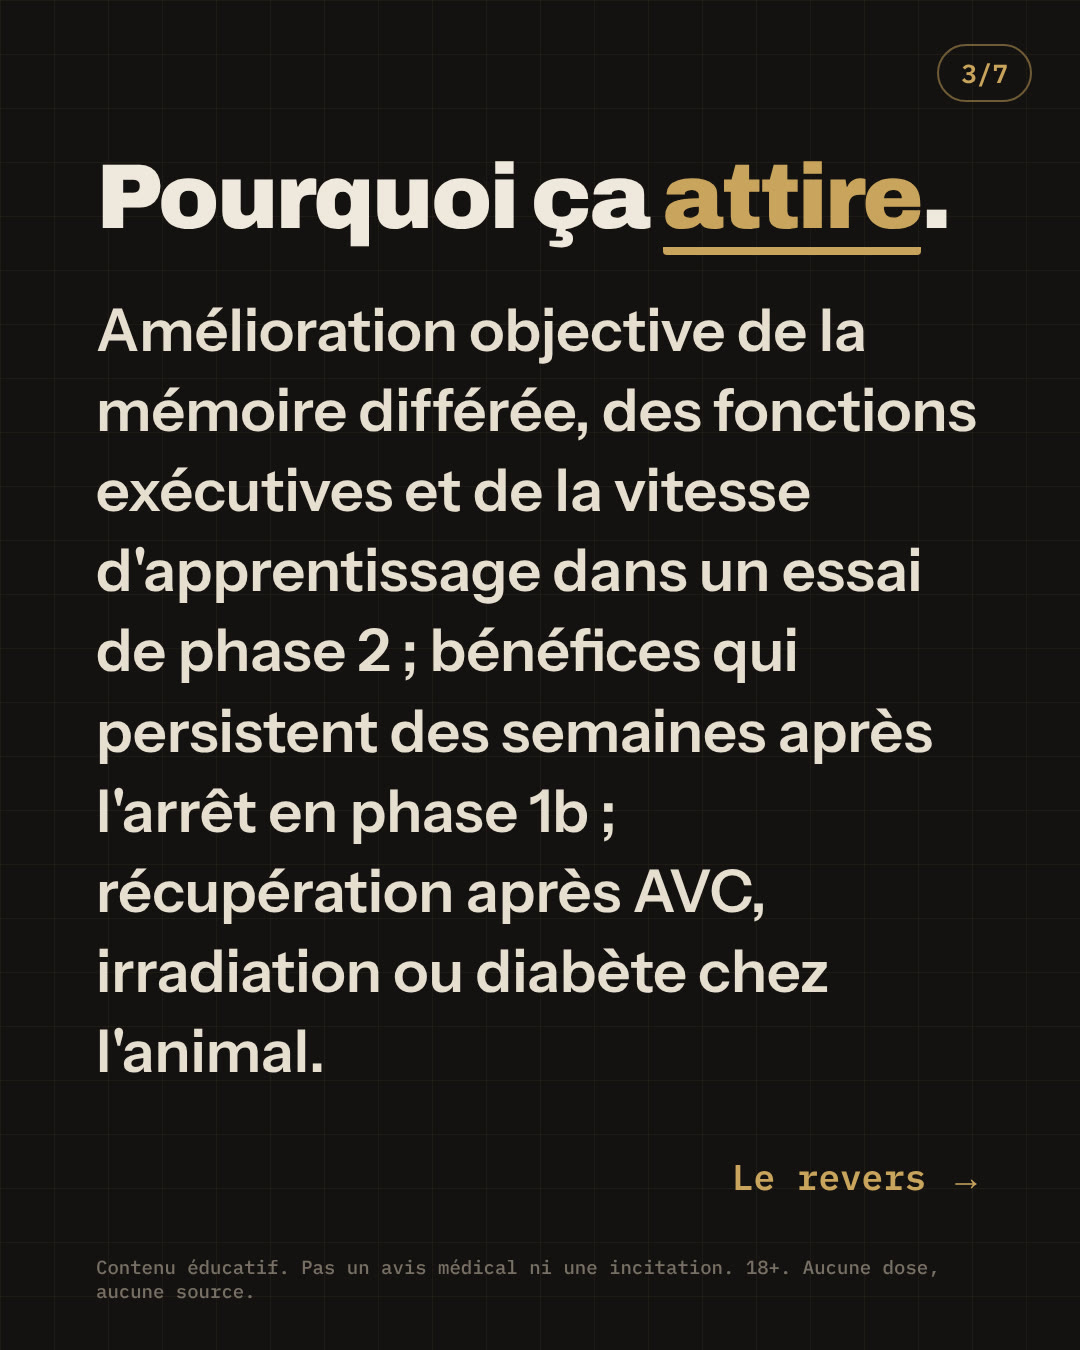 3/7
Pourquoi ça attire.
Amélioration objective de la
mémoire différée, des fonctions
exécutives et de la vitesse
d'apprentissage dans un essai
de phase 2 ; bénéfices qui
persistent des semaines après
l'arrêt en phase 1b ;
récupération après AVC,
irradiation ou diabète chez
l'animal.
Le revers →
Contenu éducatif. Pas un avis médical ni une incitation. 18+. Aucune dose,
aucune source.